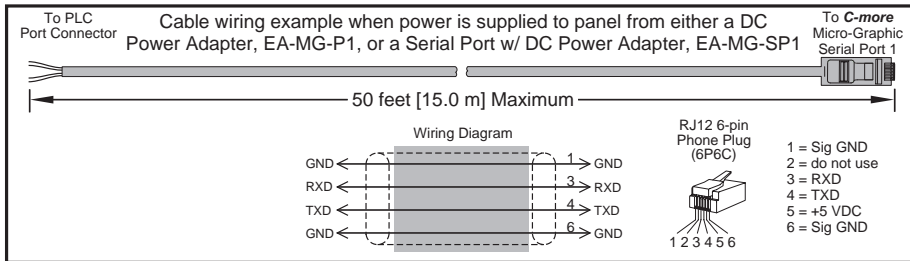 To PLC
Port Connector
Cable wiring example when power is supplied to panel from either a DC
Power Adapter, EA-MG-P1, or a Serial Port w/ DC Power Adapter, EA-MG-SP1
To C-more
Micro-Graphic
Serial Port 1
50 feet [15.0 m] Maximum
Wiring Diagram
GND 1 GND
RXD 3 RXD
TXD 4 TXD
GND 6 GND
RJ12 6-pin
Phone Plug
(6P6C)
1 2 3 4 5 6
1 = Sig GND
2 = do not use
3 = RXD
4 = TXD
5 = +5 VDC
6 = Sig GND